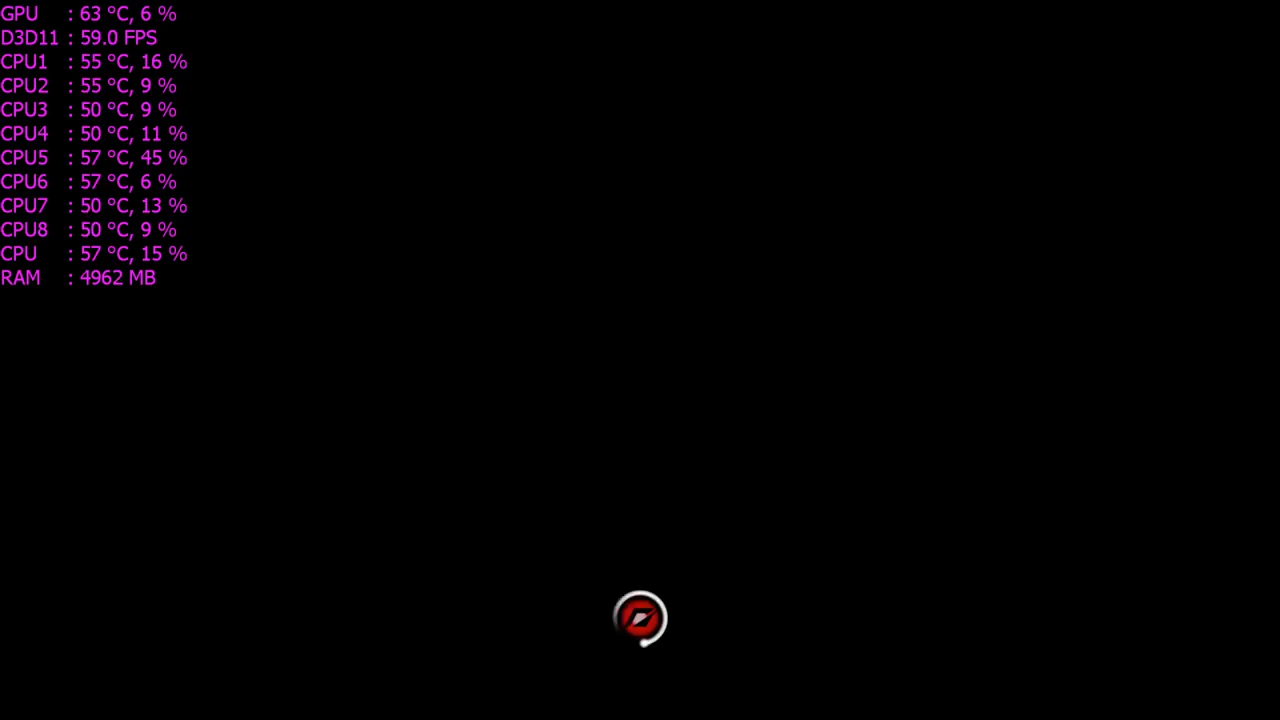 GPU : 63 °C, 6 %
D3D11 : 59.0 FPS
CPU1 : 55 °C, 16 %
CPU2 : 55 °C, 9 %
CPU3 : 50 °C, 9 %
CPU4 : 50 °C, 11 %
CPU5 : 57 °C, 45 %
CPU6 : 57 °C, 6 %
CPU7 : 50 °C, 13 %
CPU8 : 50 °C, 9 %
CPU : 57 °C, 15 %
RAM : 4962 MB